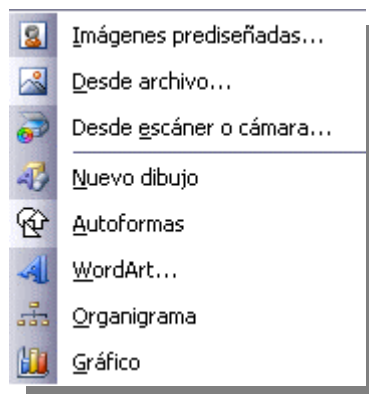 Imágenes prediseñadas...
Desde archivo...
Desde escáner o cámara...
Nuevo dibujo
Autoformas
WordArt...
Organigrama
Gráfico